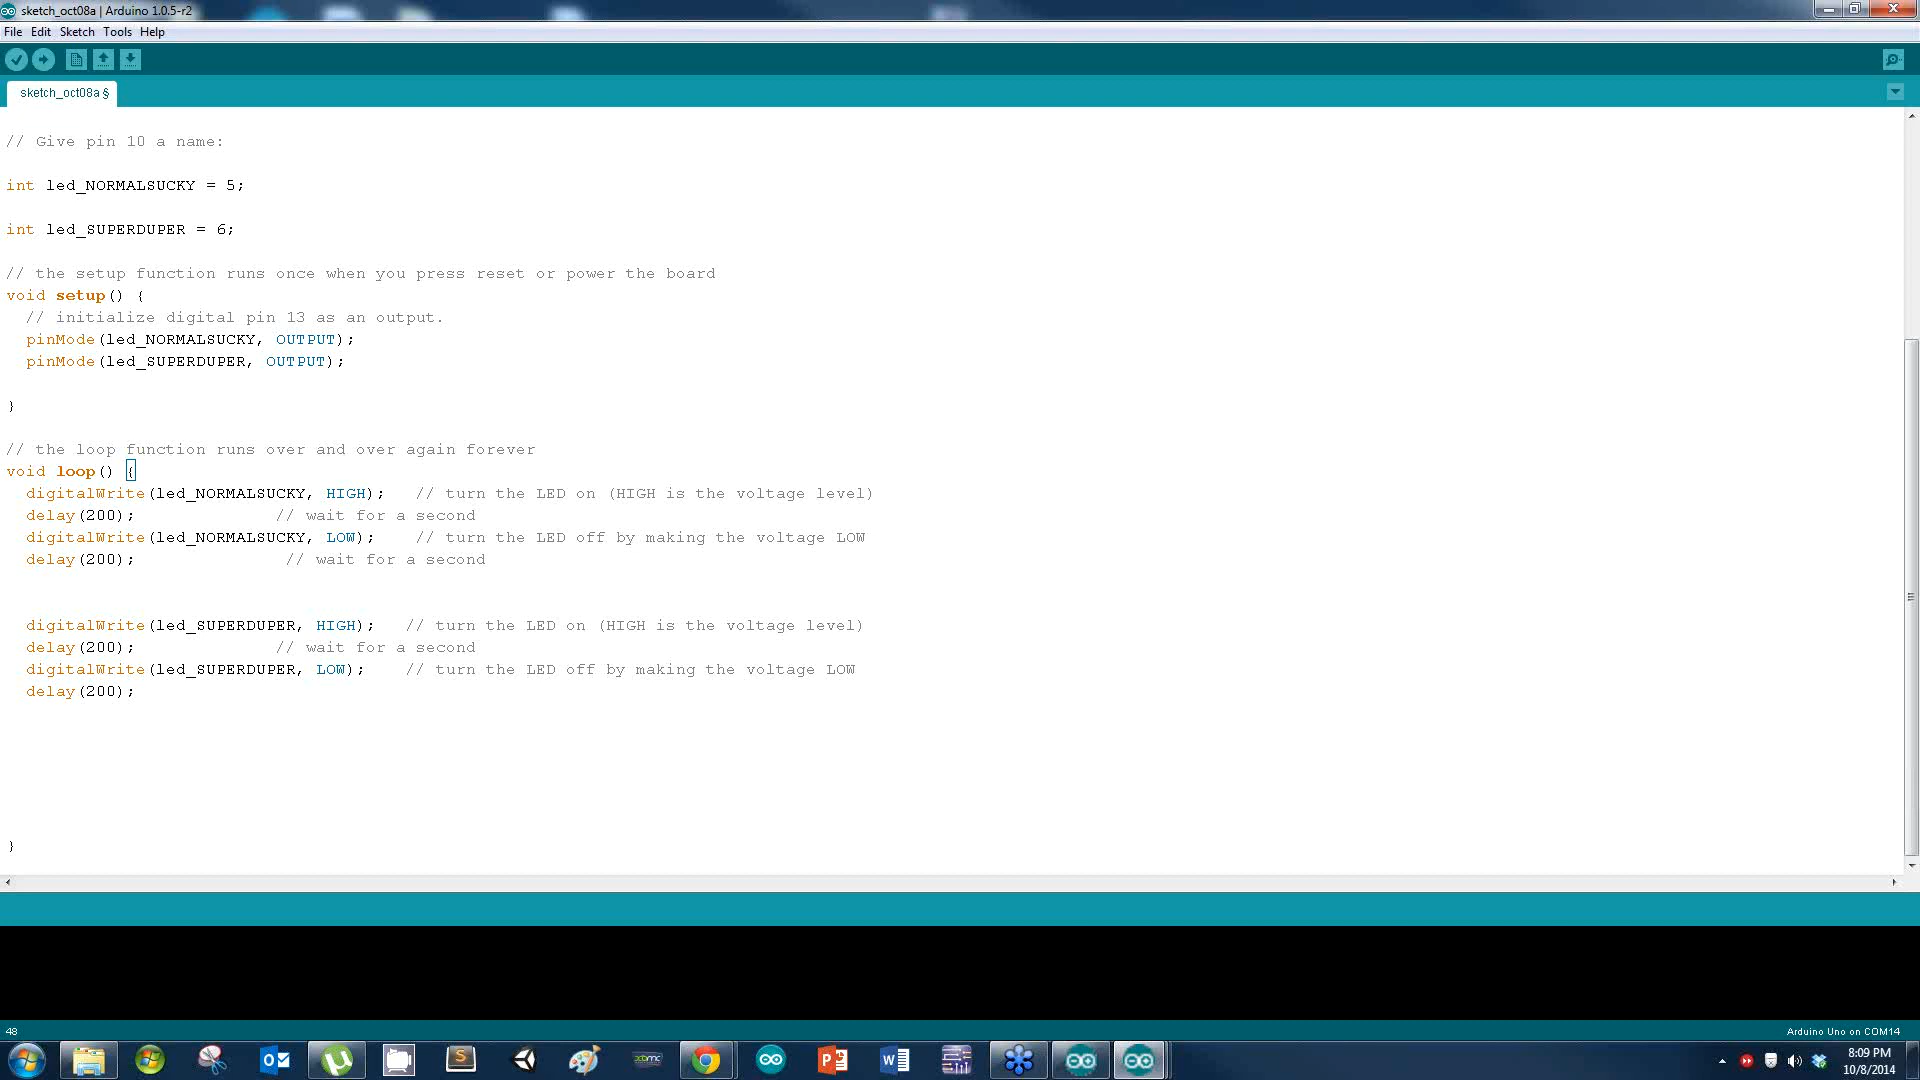 sketch_oct08a | Arduino 1.0.5-r2
File Edit Sketch Tools Help
sketch_oct08a §
// Give pin 10 a name:
int led_NORMALSUCKY = 5;
int led_SUPERDUPER = 6;
// the setup function runs once when you press reset or power the board
void setup() {
  // initialize digital pin 13 as an output.
  pinMode(led_NORMALSUCKY, OUTPUT);
  pinMode(led_SUPERDUPER, OUTPUT);
}
// the loop function runs over and over again forever
void loop() {
  digitalWrite(led_NORMALSUCKY, HIGH);   // turn the LED on (HIGH is the voltage level)
  delay(200);              // wait for a second
  digitalWrite(led_NORMALSUCKY, LOW);    // turn the LED off by making the voltage LOW
  delay(200);               // wait for a second
  digitalWrite(led_SUPERDUPER, HIGH);   // turn the LED on (HIGH is the voltage level)
  delay(200);              // wait for a second
  digitalWrite(led_SUPERDUPER, LOW);    // turn the LED off by making the voltage LOW
  delay(200);
}
48
Arduino Uno on COM14
xbmc
8:09 PM
10/8/2014